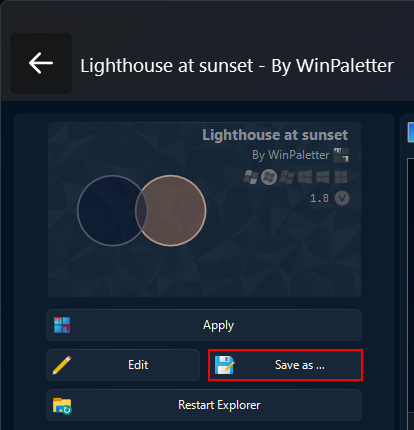 Lighthouse at sunset - By WinPaletter
Lighthouse at sunset
By WinPaletter
1.0 V
Apply
Edit
Save as ...
Restart Explorer